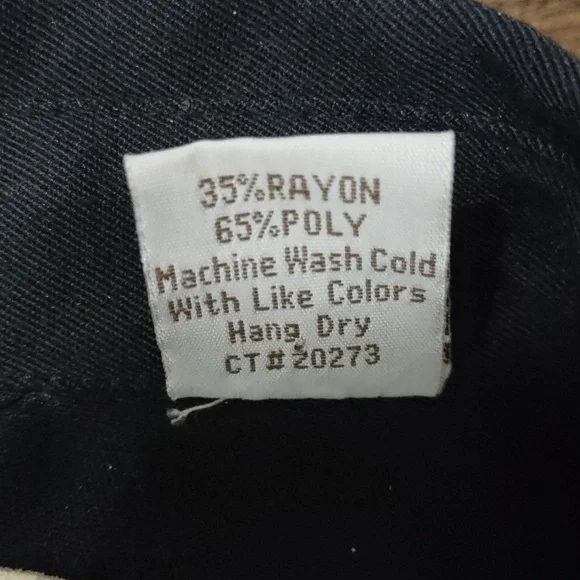 35%RAYON
65%POLY
Machine Wash Cold
With Like Colors
Hang Dry
CT# 20273